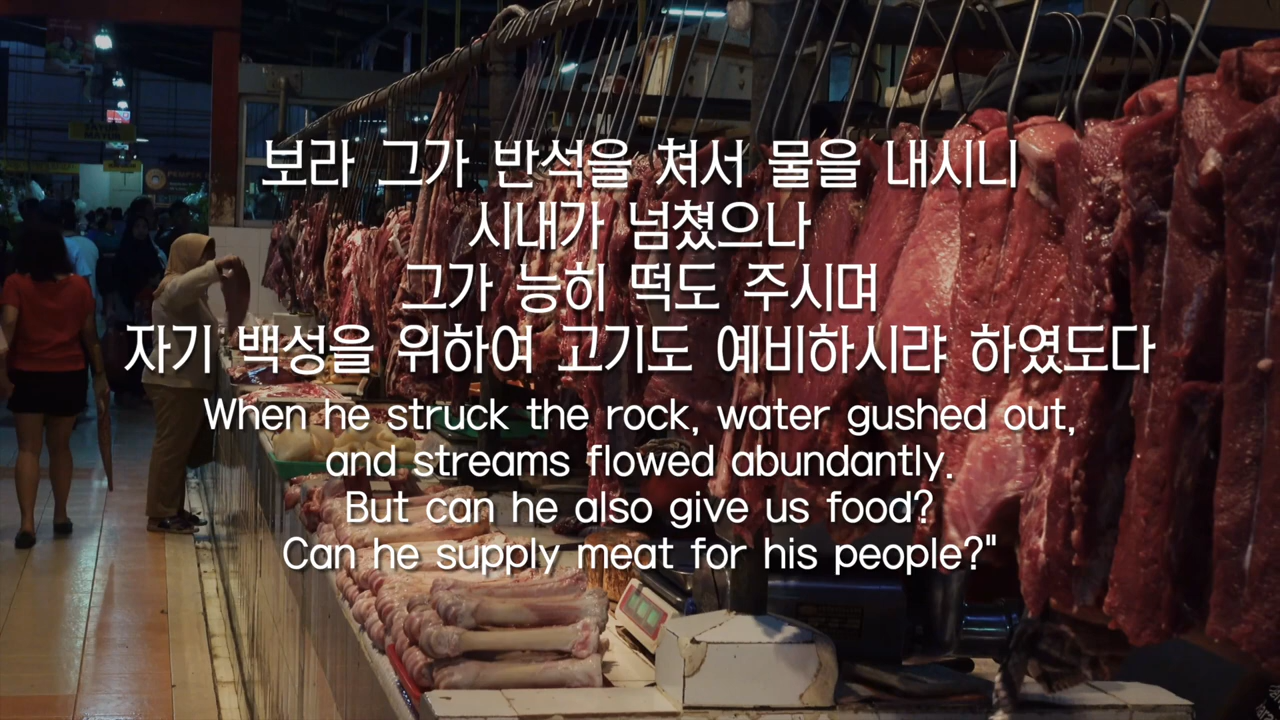 보라 그가 반석을 쳐서 물을 내시니
시내가 넘쳤으나
그가 능히 떡도 주시며
자기 백성을 위하여 고기도 예비하시랴 하였도다
When he struck the rock, water gushed out,
and streams flowed abundantly.
But can he also give us food?
Can he supply meat for his people?"